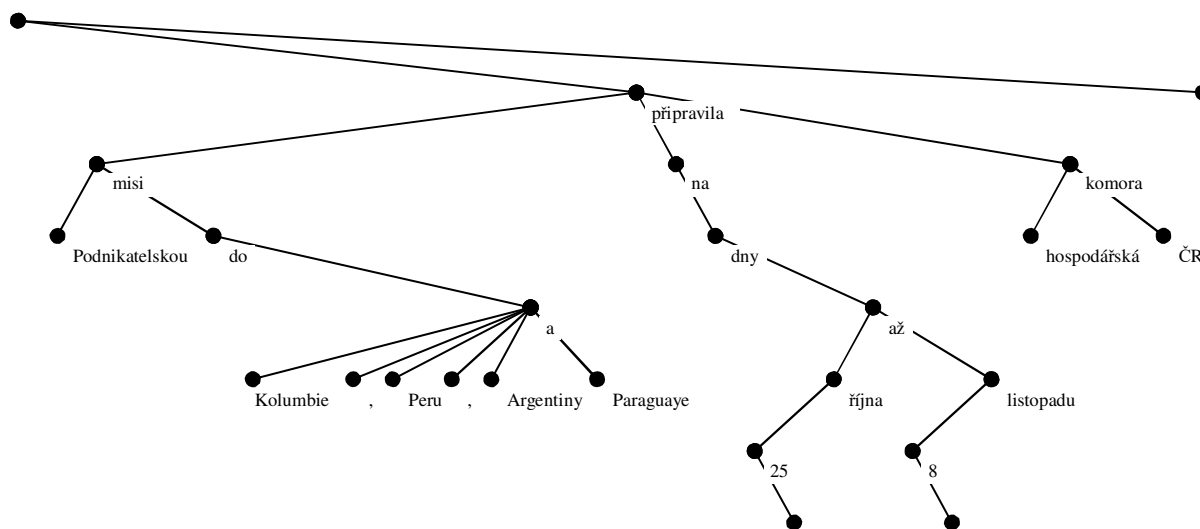 připravila
misi na komora
Podnikatelskou do dny hospodářská ČR
a až
Kolumbie , Peru , Argentiny Paraguaye října listopadu
25 8